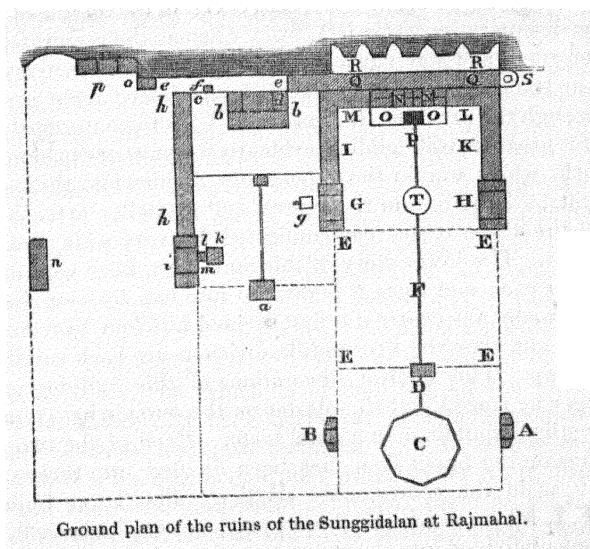 R R
p o e f e Q Q S
h c b b M O N O L
I P K
h g G T H
n i l k m E E
a F
E E
D
B C A
Ground plan of the ruins of the Sunggidalan at Rajmahal.